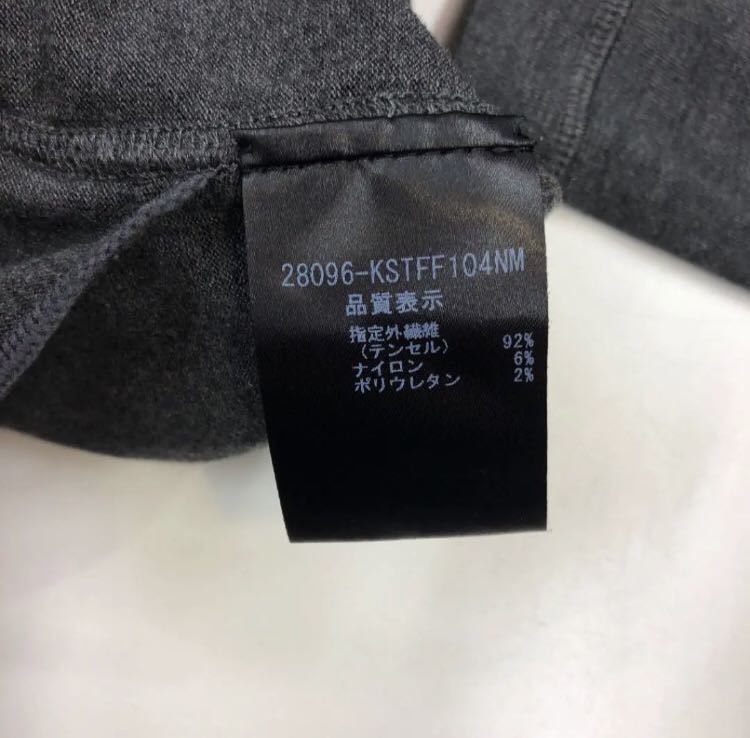 28096-KSTFF104NM
品質表示
指定外繊維
(テンセル) 92%
ナイロン 6%
ポリウレタン 2%